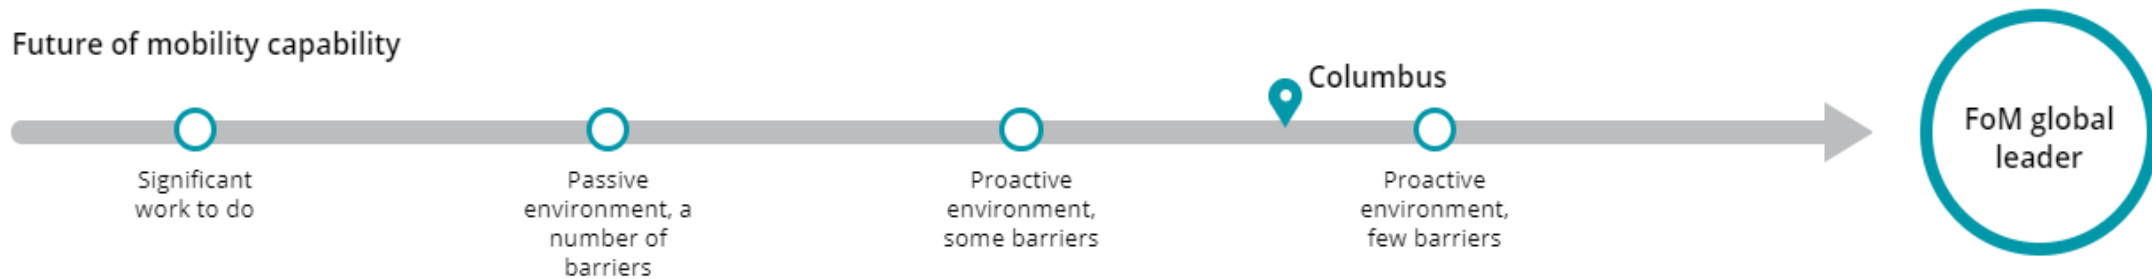 Future of mobility capability
Columbus
Significant
work to do
Passive
environment, a
number of
barriers
Proactive
environment,
some barriers
Proactive
environment,
few barriers
FoM global
leader